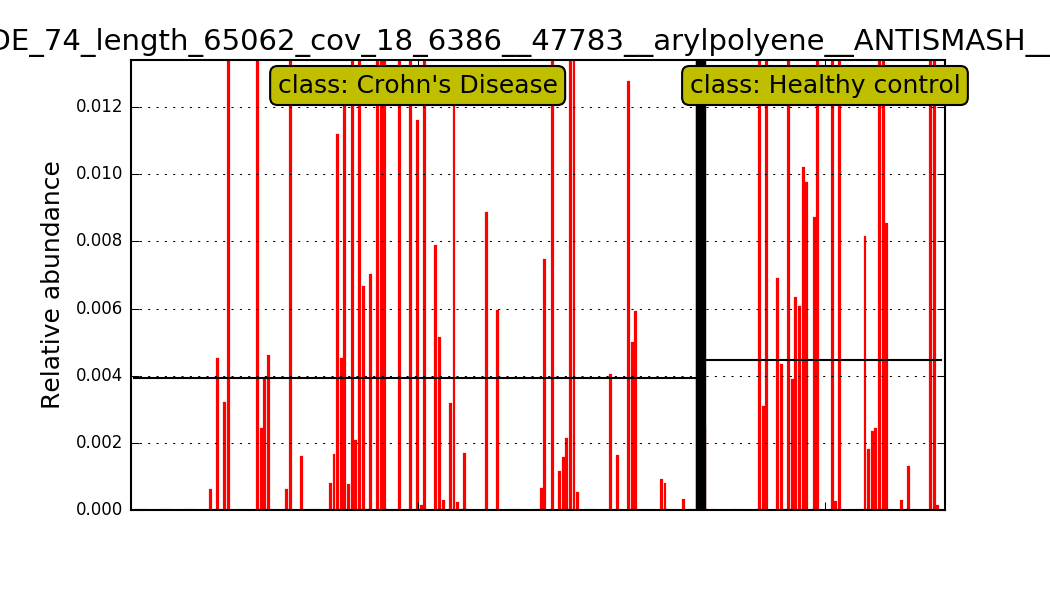 DE_74_length_65062_cov_18_6386__47783__arylpolyene__ANTISMASH__
class: Crohn's Disease
class: Healthy control
Relative abundance
0.012
0.010
0.008
0.006
0.004
0.002
0.000